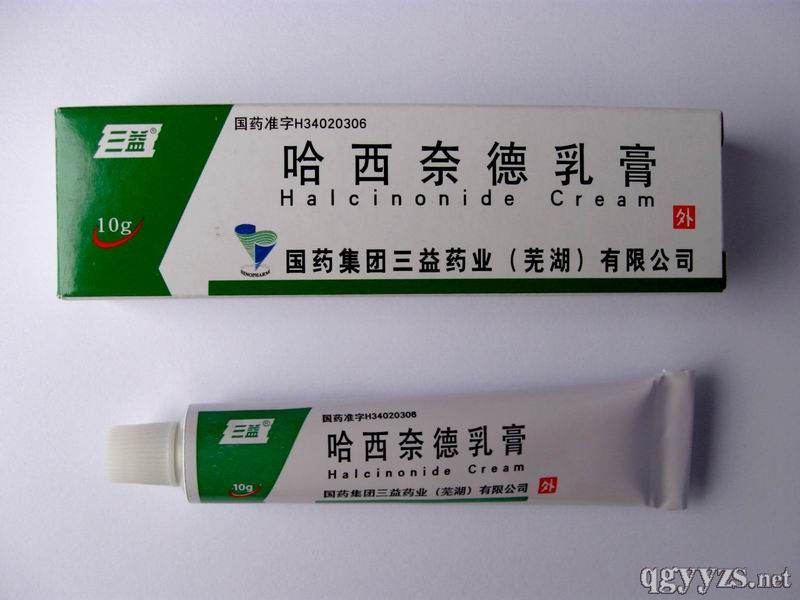 三益®
国药准字H34020306
哈西奈德乳膏
Halcinonide Cream
外
10g
SINOPHARM
国药集团三益药业（芜湖）有限公司
三益®
国药准字H34020306
哈西奈德乳膏
Halcinonide Cream
10g
国药集团三益药业（芜湖）有限公司
外
qgyyzs.net